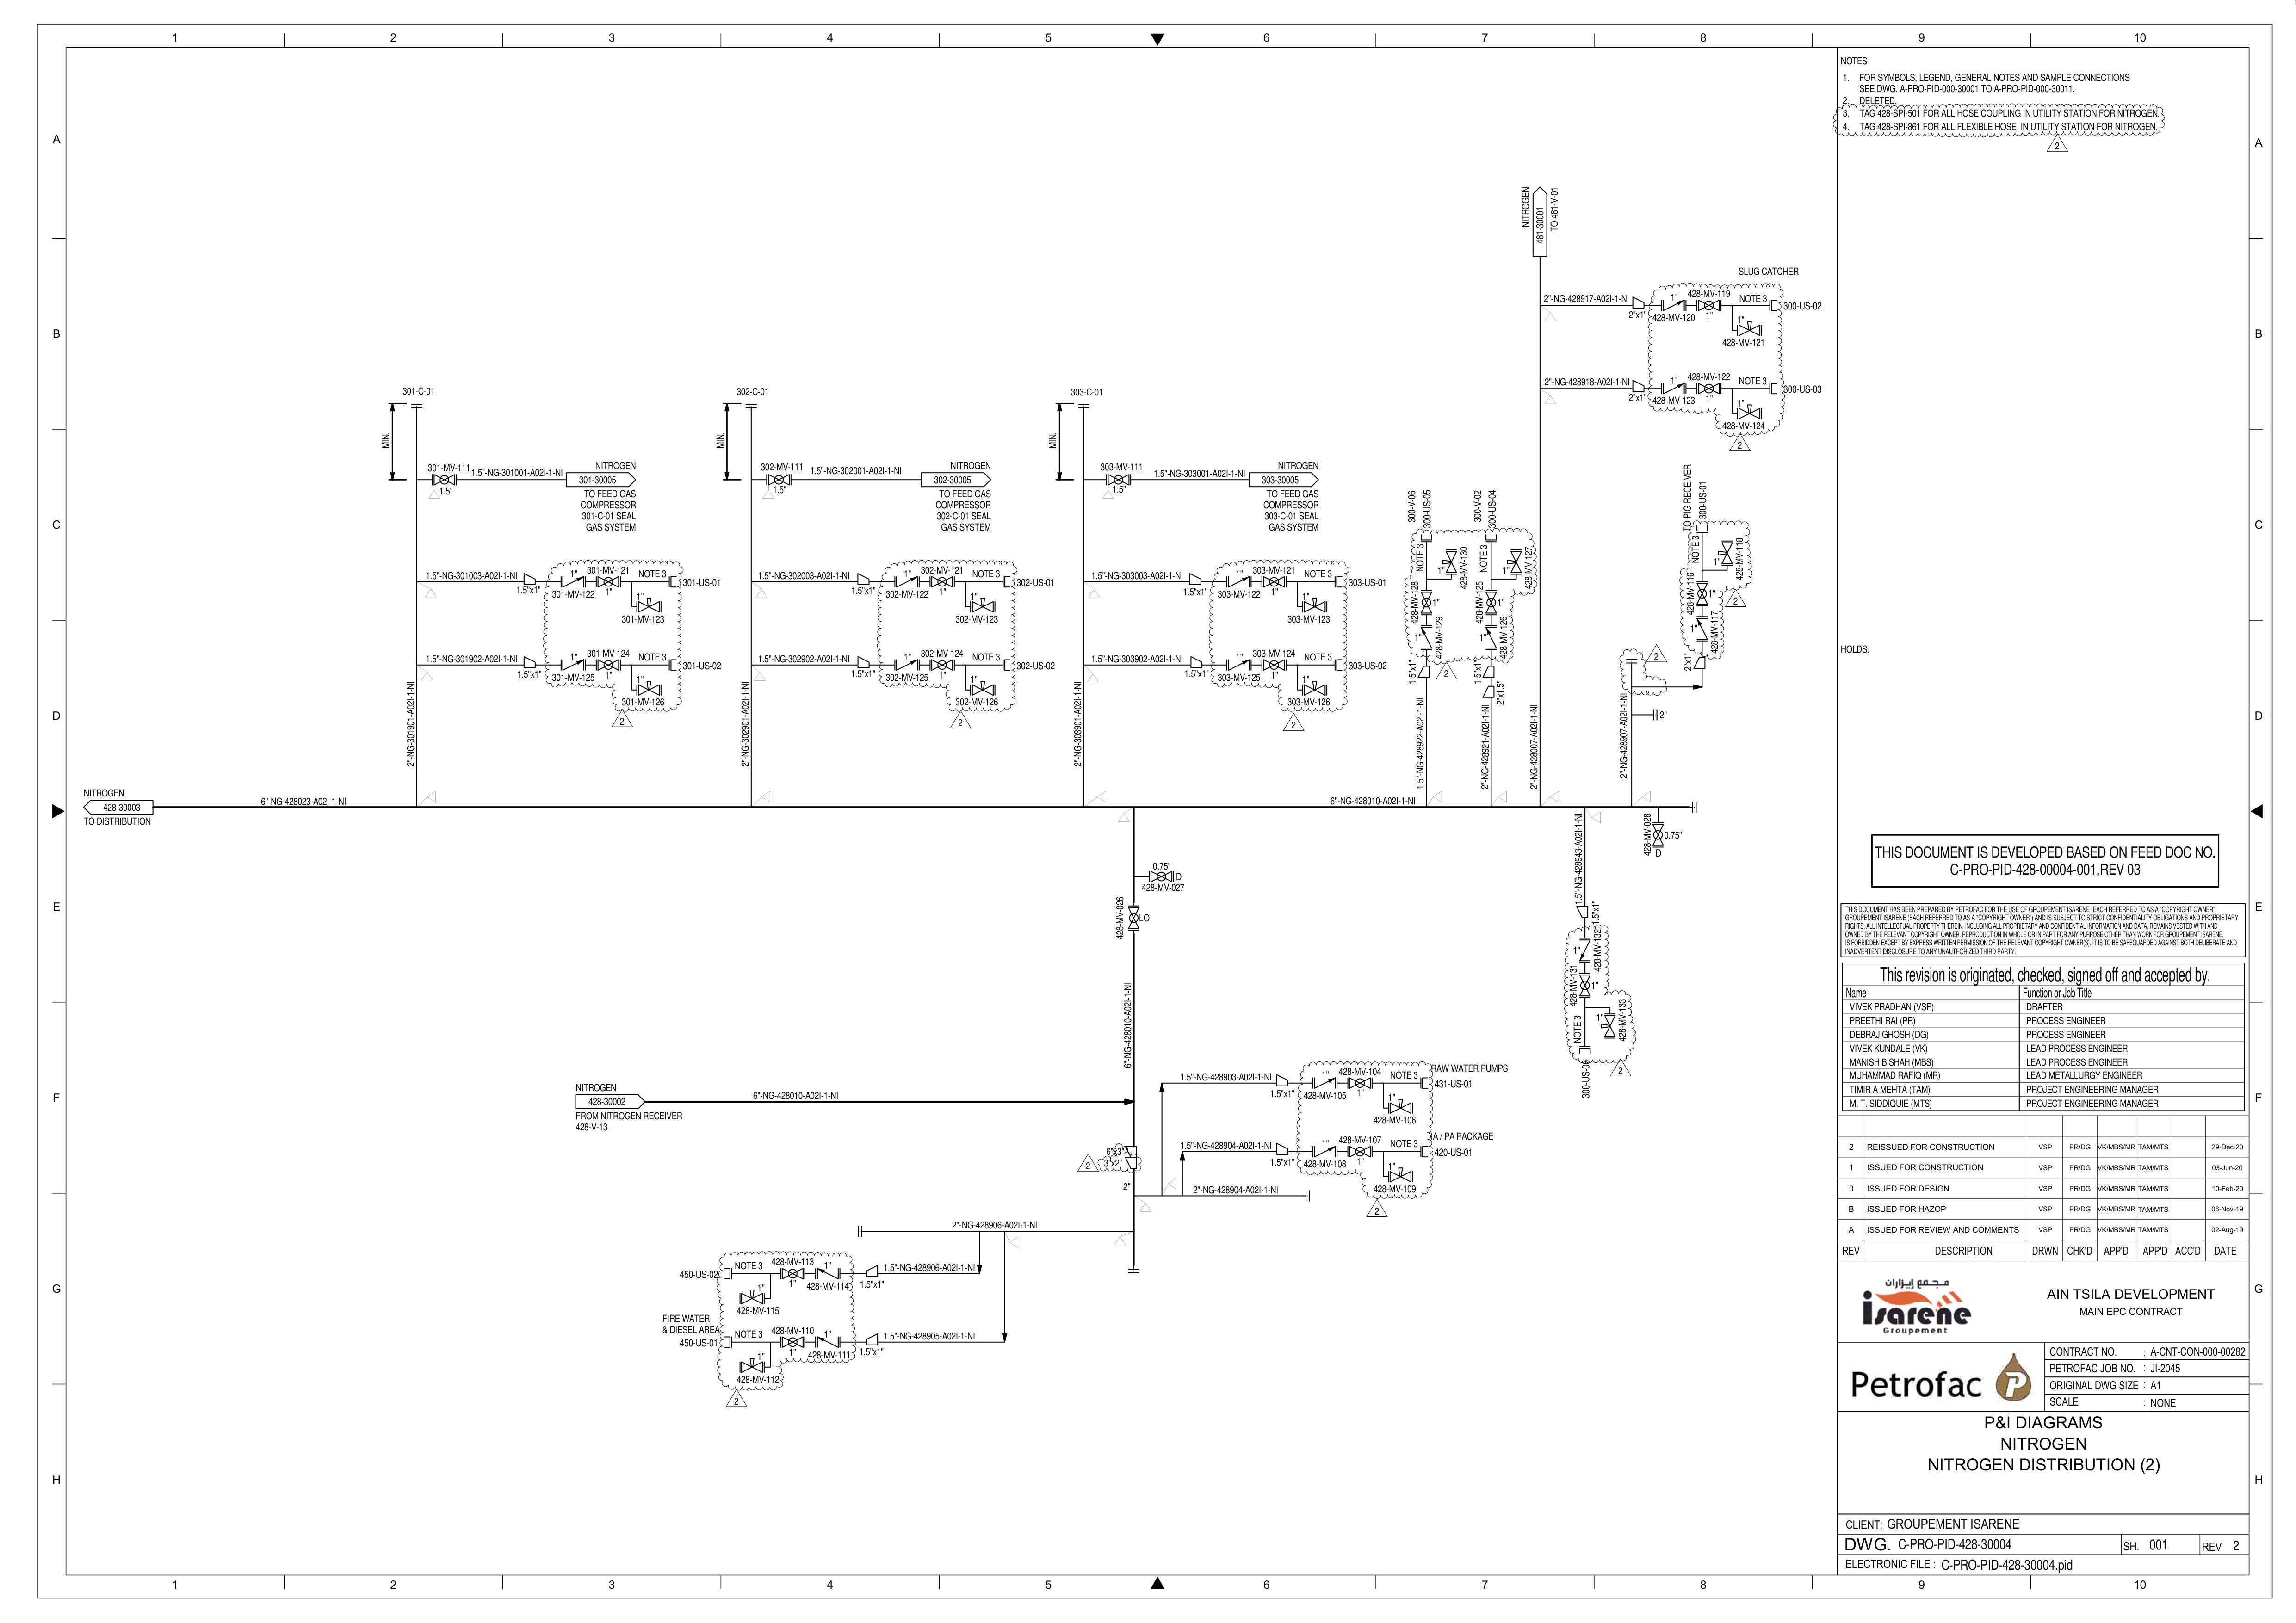 1 2 3 4 5 6 7 8 9 10
A
B
C
D
E
F
G
H
NOTES
1. FOR SYMBOLS, LEGEND, GENERAL NOTES AND SAMPLE CONNECTIONS
SEE DWG. A-PRO-PID-000-30001 TO A-PRO-PID-000-30011.
2. DELETED.
3. TAG 428-SPI-501 FOR ALL HOSE COUPLING IN UTILITY STATION FOR NITROGEN.
4. TAG 428-SPI-861 FOR ALL FLEXIBLE HOSE IN UTILITY STATION FOR NITROGEN.
2
NITROGEN
481-30001
TO 481-V-01
SLUG CATCHER
2"-NG-428917-A02I-1-NI
2"x1"
1"
428-MV-120
428-MV-119
1"
NOTE 3
300-US-02
1"
428-MV-121
2"-NG-428918-A02I-1-NI
2"x1"
1"
428-MV-123
428-MV-122
1"
NOTE 3
300-US-03
1"
428-MV-124
2
301-C-01
MIN.
301-MV-111
1.5"
1.5"-NG-301001-A02I-1-NI
NITROGEN
301-30005
TO FEED GAS
COMPRESSOR
301-C-01 SEAL
GAS SYSTEM
1.5"-NG-301003-A02I-1-NI
1.5"x1"
1"
301-MV-122
301-MV-121
1"
NOTE 3
301-US-01
1"
301-MV-123
1.5"-NG-301902-A02I-1-NI
1.5"x1"
1"
301-MV-125
301-MV-124
1"
NOTE 3
301-US-02
1"
301-MV-126
2
2"-NG-301901-A02I-1-NI
302-C-01
MIN.
302-MV-111
1.5"
1.5"-NG-302001-A02I-1-NI
NITROGEN
302-30005
TO FEED GAS
COMPRESSOR
302-C-01 SEAL
GAS SYSTEM
1.5"-NG-302003-A02I-1-NI
1.5"x1"
1"
302-MV-122
302-MV-121
1"
NOTE 3
302-US-01
1"
302-MV-123
1.5"-NG-302902-A02I-1-NI
1.5"x1"
1"
302-MV-125
302-MV-124
1"
NOTE 3
302-US-02
1"
302-MV-126
2
2"-NG-302901-A02I-1-NI
303-C-01
MIN.
303-MV-111
1.5"
1.5"-NG-303001-A02I-1-NI
NITROGEN
303-30005
TO FEED GAS
COMPRESSOR
303-C-01 SEAL
GAS SYSTEM
1.5"-NG-303003-A02I-1-NI
1.5"x1"
1"
303-MV-122
303-MV-121
1"
NOTE 3
303-US-01
1"
303-MV-123
1.5"-NG-303902-A02I-1-NI
1.5"x1"
1"
303-MV-125
303-MV-124
1"
NOTE 3
303-US-02
1"
303-MV-126
2
2"-NG-303901-A02I-1-NI
300-V-06
300-US-05
NOTE 3
1"
428-MV-130
428-MV-128
1"
1"
428-MV-129
1.5"x1"
2
1.5"-NG-428922-A02I-1-NI
300-V-02
300-US-04
NOTE 3
1"
428-MV-127
428-MV-125
1"
1"
428-MV-126
1.5"x1"
2"x1.5"
2"-NG-428921-A02I-1-NI
2"-NG-428007-A02I-1-NI
TO PIG RECEIVER
300-US-01
NOTE 3
1"
428-MV-118
428-MV-116
1"
2
1"
428-MV-117
2"x1"
2
2"
2"-NG-428907-A02I-1-NI
NITROGEN
428-30003
TO DISTRIBUTION
6"-NG-428023-A02I-1-NI
6"-NG-428010-A02I-1-NI
428-MV-028
0.75"
D
0.75"
D
428-MV-027
428-MV-026
LO
6"-NG-428010-A02I-1-NI
1.5"-NG-428943-A02I-1-NI
1.5"x1"
1"
428-MV-132
428-MV-131
1"
1"
428-MV-133
NOTE 3
300-US-06
2
NITROGEN
428-30002
FROM NITROGEN RECEIVER
428-V-13
6"-NG-428010-A02I-1-NI
2
6"x3"
3"x2"
2"
RAW WATER PUMPS
1.5"-NG-428903-A02I-1-NI
1.5"x1"
1"
428-MV-105
428-MV-104
1"
NOTE 3
431-US-01
1"
428-MV-106
IA / PA PACKAGE
1.5"-NG-428904-A02I-1-NI
1.5"x1"
1"
428-MV-108
428-MV-107
1"
NOTE 3
420-US-01
1"
428-MV-109
2
2"-NG-428904-A02I-1-NI
2"-NG-428906-A02I-1-NI
450-US-02
NOTE 3
428-MV-113
1"
1"
428-MV-114
1.5"x1"
1.5"-NG-428906-A02I-1-NI
1"
428-MV-115
FIRE WATER
& DIESEL AREA
450-US-01
NOTE 3
428-MV-110
1"
1"
428-MV-111
1.5"x1"
1.5"-NG-428905-A02I-1-NI
1"
428-MV-112
2
HOLDS:
THIS DOCUMENT IS DEVELOPED BASED ON FEED DOC NO.
C-PRO-PID-428-00004-001,REV 03
THIS DOCUMENT HAS BEEN PREPARED BY PETROFAC FOR THE USE OF GROUPEMENT ISARENE (EACH REFERRED TO AS A "COPYRIGHT OWNER")
GROUPEMENT ISARENE (EACH REFERRED TO AS A "COPYRIGHT OWNER") AND IS SUBJECT TO STRICT CONFIDENTIALITY OBLIGATIONS AND PROPRIETARY
RIGHTS; ALL INTELLECTUAL PROPERTY THEREIN, INCLUDING ALL PROPRIETARY AND CONFIDENTIAL INFORMATION AND DATA, REMAINS VESTED WITH AND
OWNED BY THE RELEVANT COPYRIGHT OWNER. REPRODUCTION IN WHOLE OR IN PART FOR ANY PURPOSE OTHER THAN WORK FOR GROUPEMENT ISARENE,
IS FORBIDDEN EXCEPT BY EXPRESS WRITTEN PERMISSION OF THE RELEVANT COPYRIGHT OWNER(S). IT IS TO BE SAFEGUARDED AGAINST BOTH DELIBERATE AND
INADVERTENT DISCLOSURE TO ANY UNAUTHORIZED THIRD PARTY.
This revision is originated, checked, signed off and accepted by.
Name Function or Job Title
VIVEK PRADHAN (VSP) DRAFTER
PREETHI RAI (PR) PROCESS ENGINEER
DEBRAJ GHOSH (DG) PROCESS ENGINEER
VIVEK KUNDALE (VK) LEAD PROCESS ENGINEER
MANISH B SHAH (MBS) LEAD PROCESS ENGINEER
MUHAMMAD RAFIQ (MR) LEAD METALLURGY ENGINEER
TIMIR A MEHTA (TAM) PROJECT ENGINEERING MANAGER
M. T. SIDDIQUIE (MTS) PROJECT ENGINEERING MANAGER
2 REISSUED FOR CONSTRUCTION VSP PR/DG VK/MBS/MR TAM/MTS 29-Dec-20
1 ISSUED FOR CONSTRUCTION VSP PR/DG VK/MBS/MR TAM/MTS 03-Jun-20
0 ISSUED FOR DESIGN VSP PR/DG VK/MBS/MR TAM/MTS 10-Feb-20
B ISSUED FOR HAZOP VSP PR/DG VK/MBS/MR TAM/MTS 06-Nov-19
A ISSUED FOR REVIEW AND COMMENTS VSP PR/DG VK/MBS/MR TAM/MTS 02-Aug-19
REV DESCRIPTION DRWN CHK'D APP'D APP'D ACC'D DATE
مجمع إيزاران
isarene
Groupement
AIN TSILA DEVELOPMENT
MAIN EPC CONTRACT
Petrofac P
CONTRACT NO. : A-CNT-CON-000-00282
PETROFAC JOB NO. : JI-2045
ORIGINAL DWG SIZE : A1
SCALE : NONE
P&I DIAGRAMS
NITROGEN
NITROGEN DISTRIBUTION (2)
CLIENT: GROUPEMENT ISARENE
DWG. C-PRO-PID-428-30004 SH. 001 REV 2
ELECTRONIC FILE : C-PRO-PID-428-30004.pid
A
B
C
D
E
F
G
H
1 2 3 4 5 6 7 8 9 10